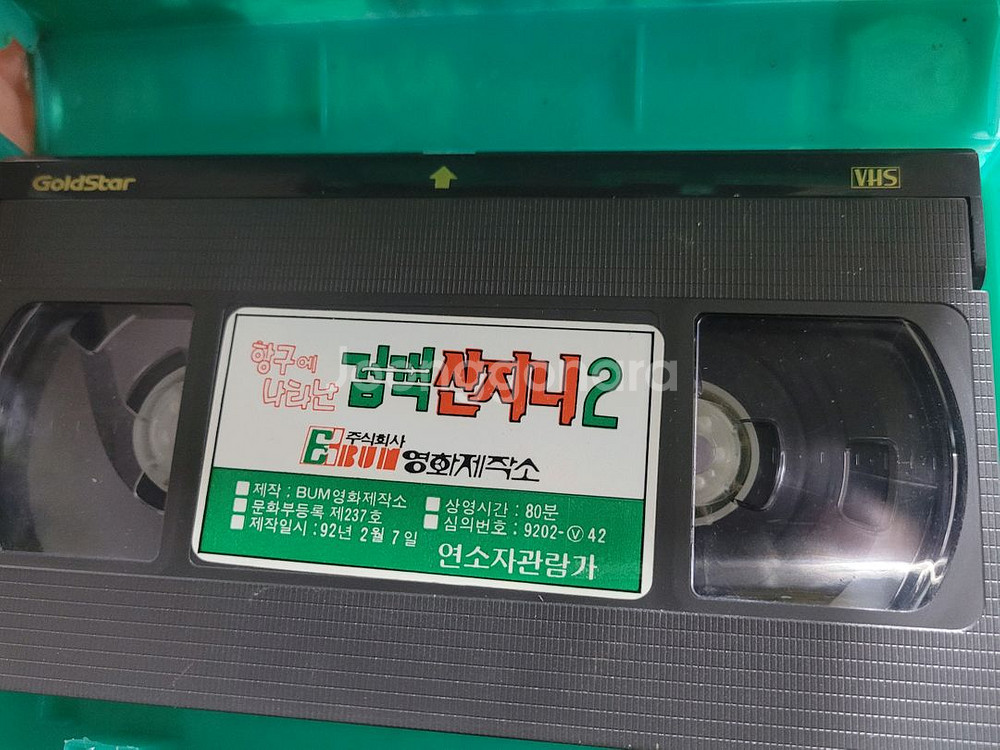 GoldStar
VHS
항구에
나타난
컴백 산지니2
주식회사
BUM 영화제작소
제작 : BUM영화제작소
문화부등록 제237호
제작일시 : 92년 2월 7일
상영시간 : 80분
심의번호 : 9202-Ⓥ42
연소자관람가
Joongonara